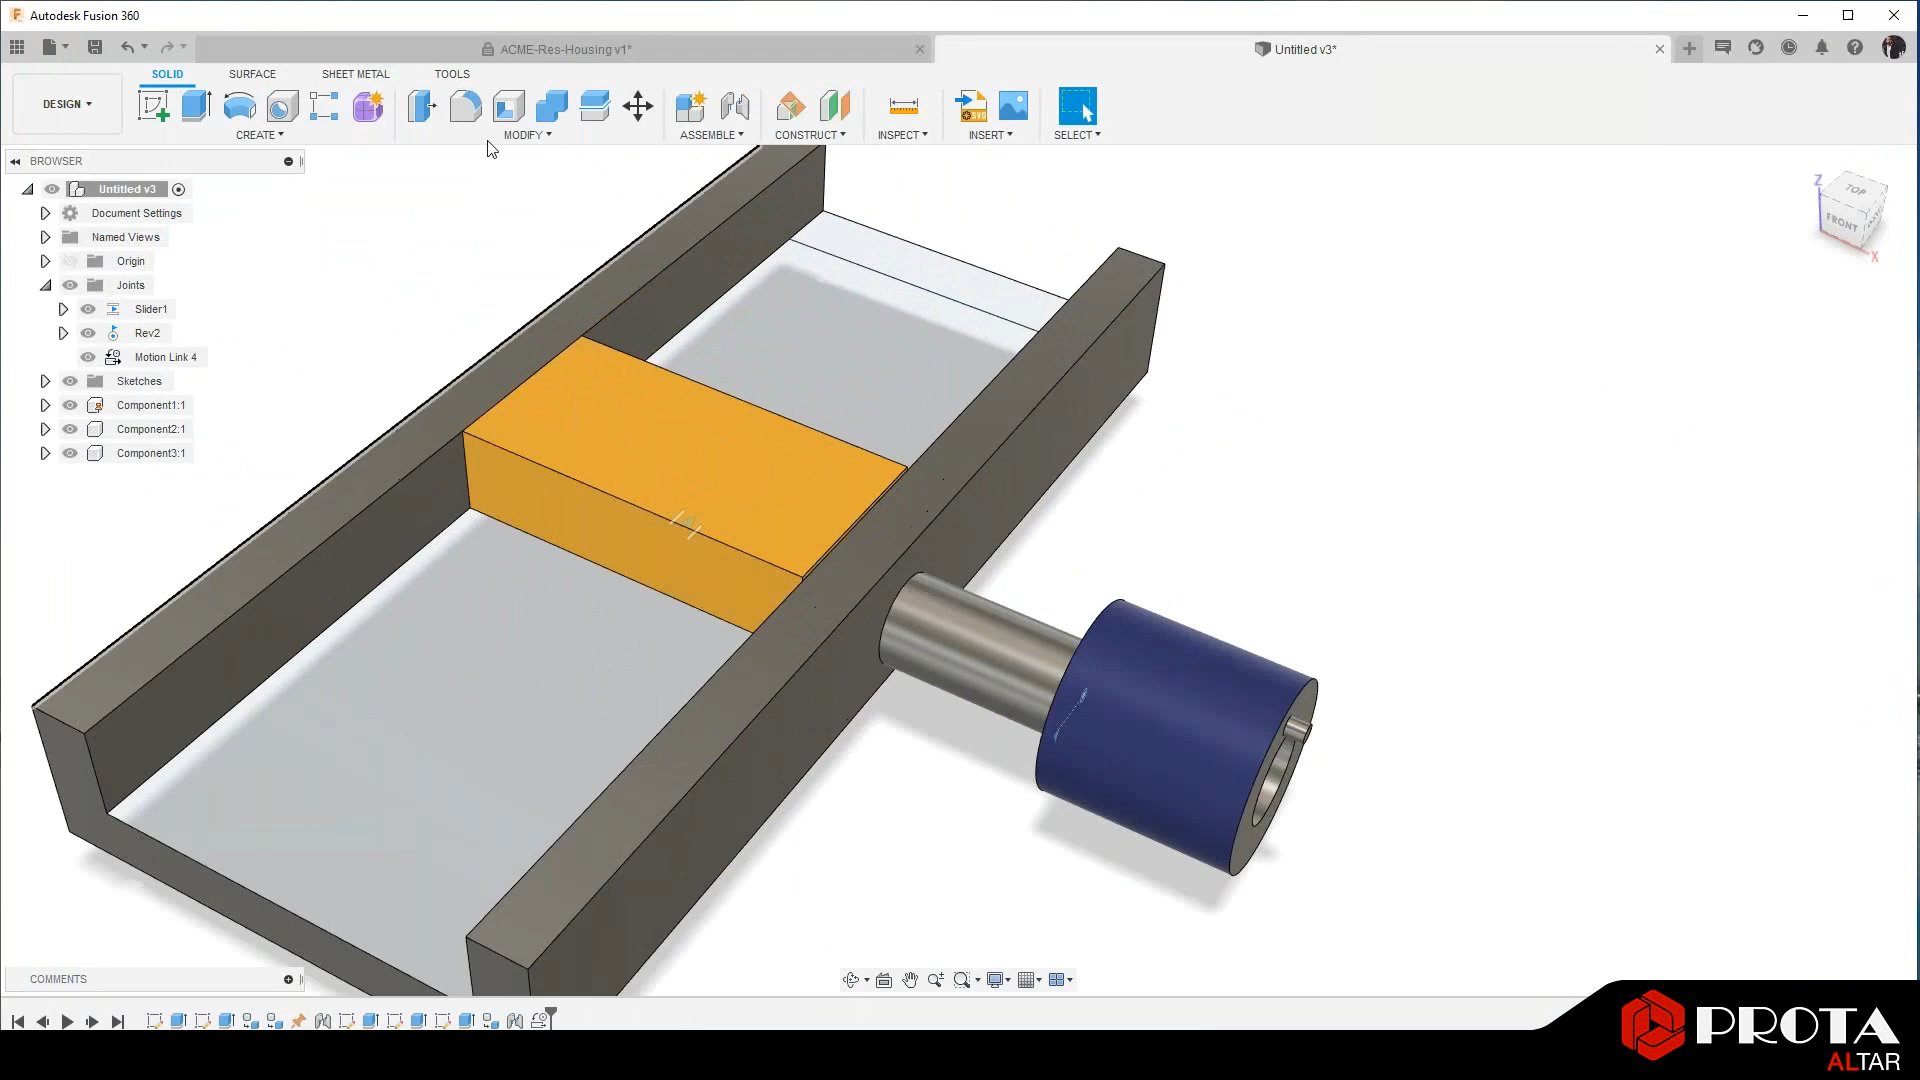 Autodesk Fusion 360
ACME-Res-Housing v1*
Untitled v3*
DESIGN
SOLID
SURFACE
SHEET METAL
TOOLS
CREATE
MODIFY
ASSEMBLE
CONSTRUCT
INSPECT
INSERT
SVG
SELECT
BROWSER
Untitled v3
Document Settings
Named Views
Origin
Joints
Slider1
Rev2
Motion Link 4
Sketches
Component1:1
Component2:1
Component3:1
Z
TOP
FRONT
X
COMMENTS
PROTA
ALTAR